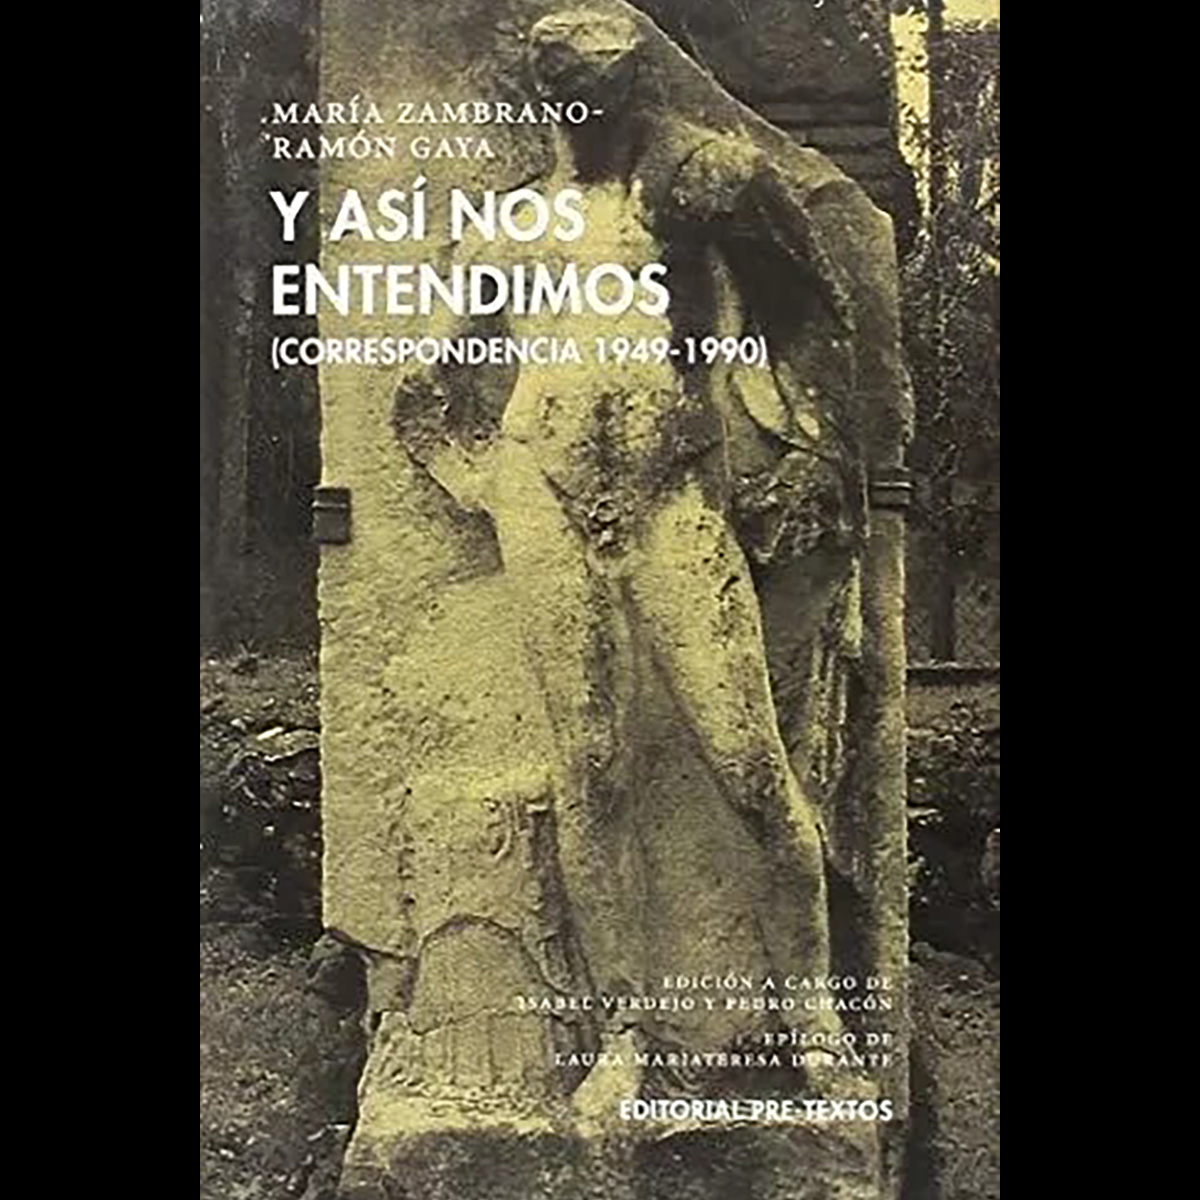 MARÍA ZAMBRANO-
RAMÓN GAYA
Y ASÍ NOS
ENTENDIMOS
(CORRESPONDENCIA 1949-1990)
EDICIÓN A CARGO DE
ISABEL VERDEJO Y PEDRO CHACÓN
EPÍLOGO DE
LAURA MARIATERESA DURANTE
EDITORIAL PRE-TEXTOS